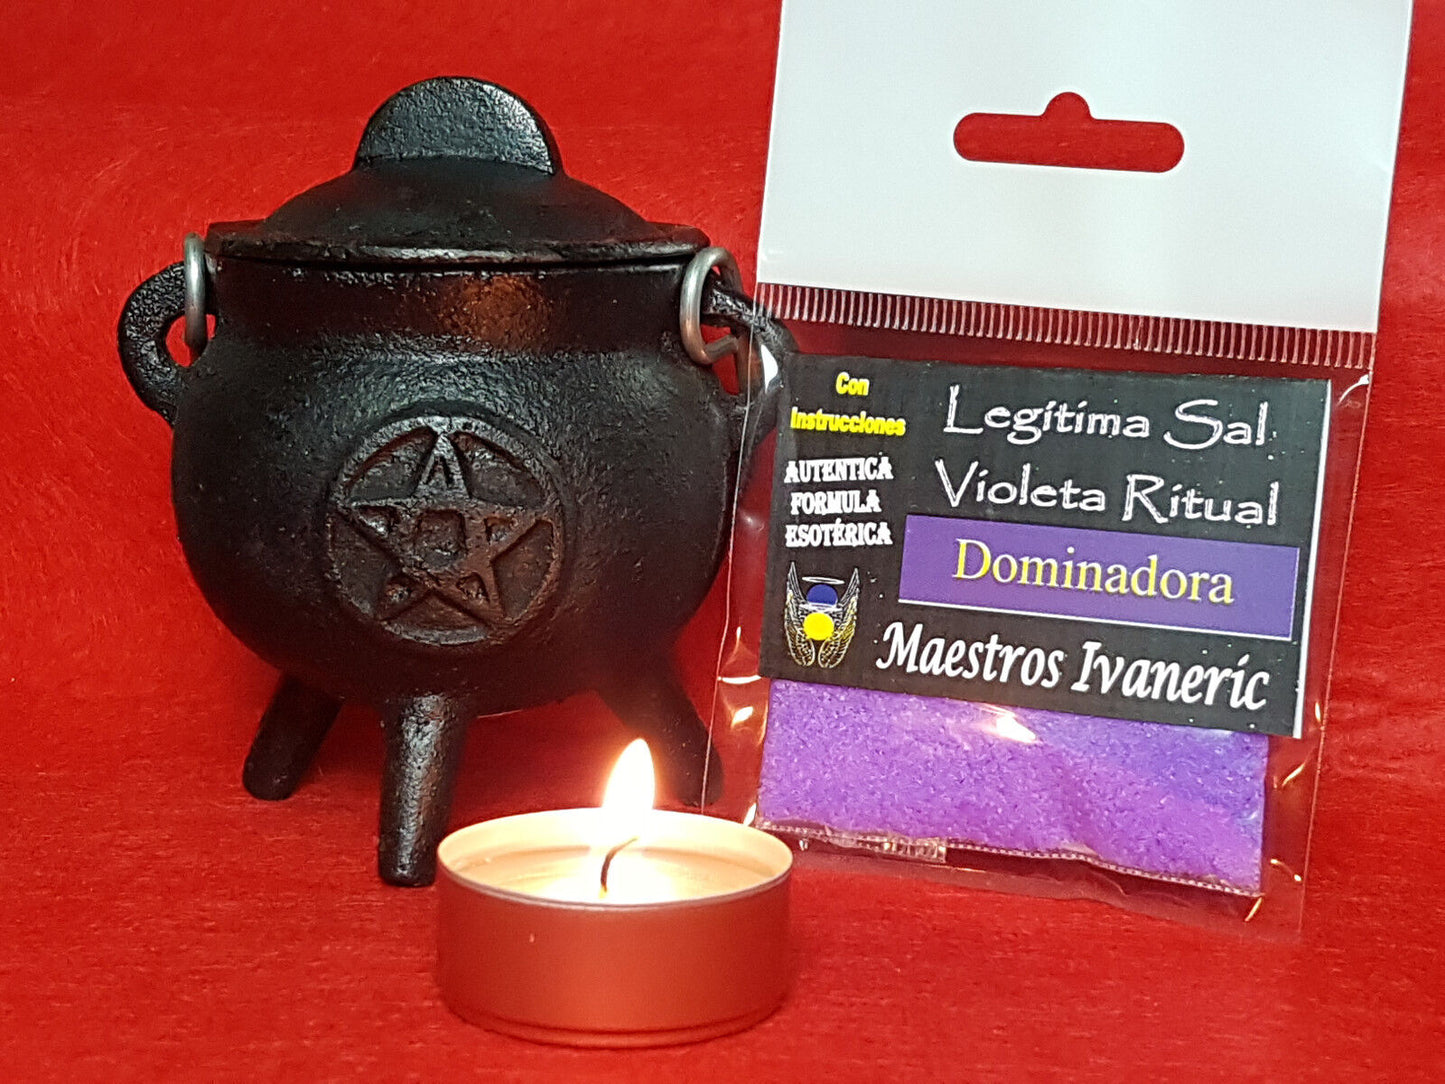 Con
Instrucciones
AUTENTICA
FORMULA
ESOTÉRICA
Legítima Sal
Violeta Ritual
Dominadora
Maestros Ivaneric